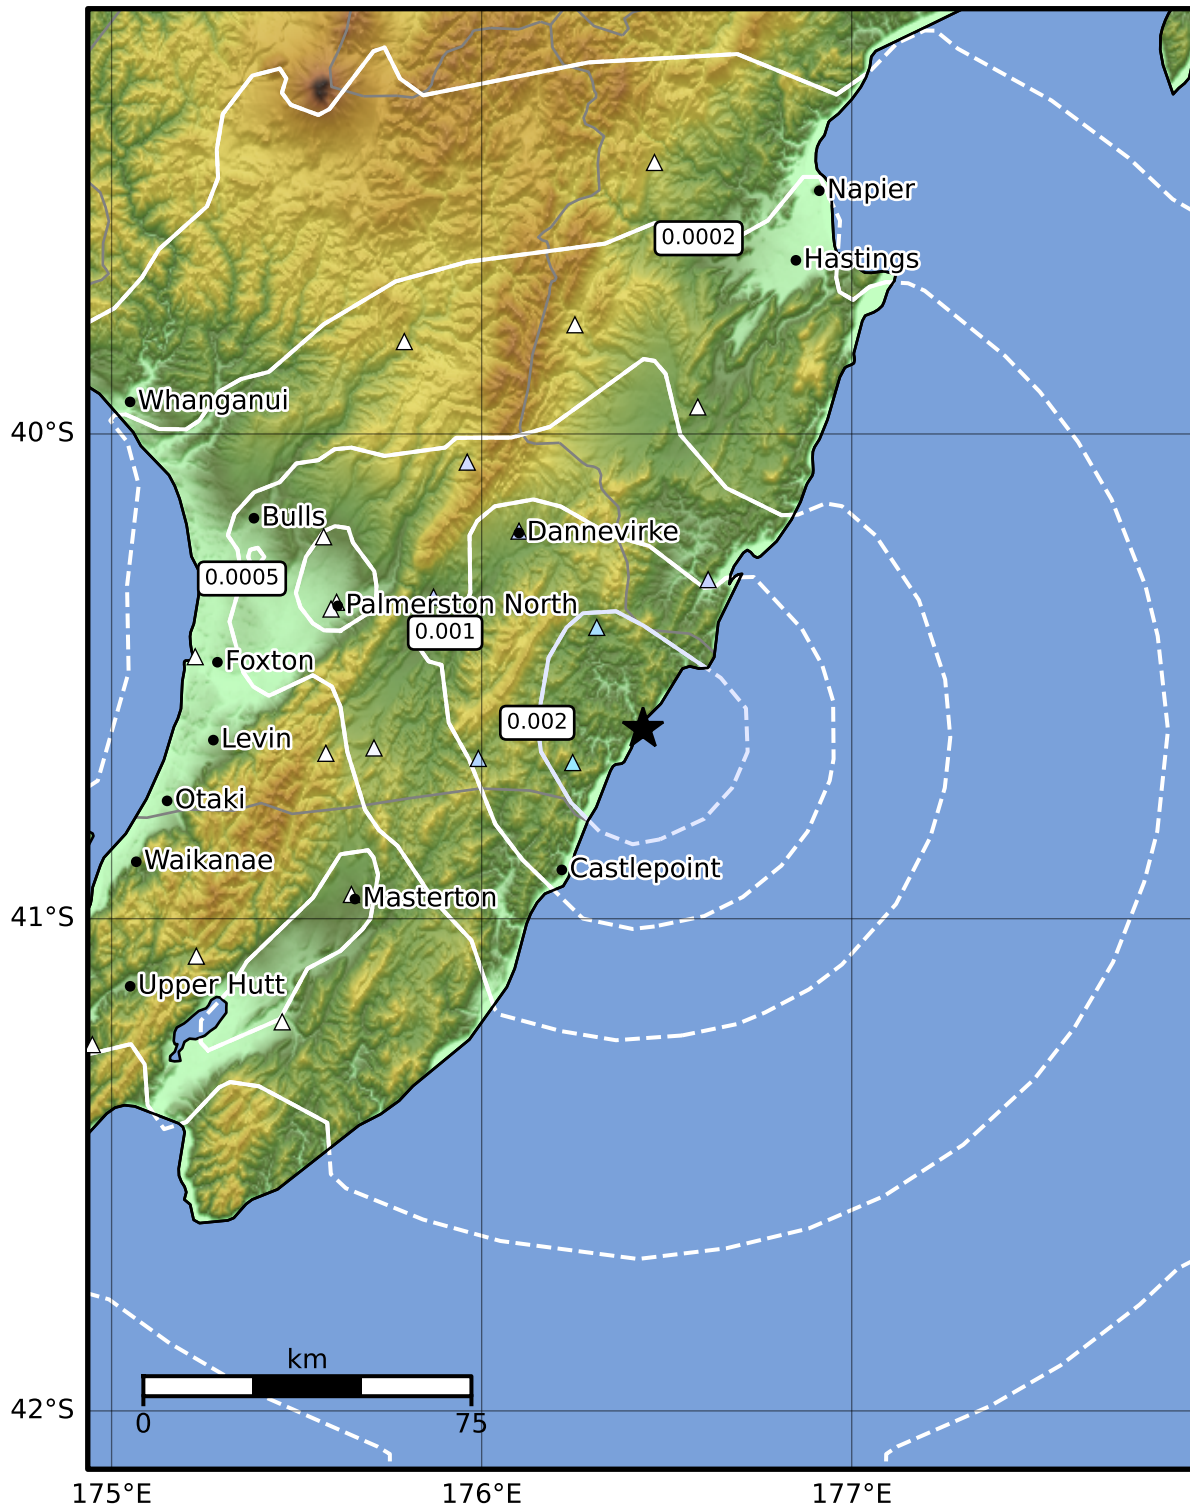 Napier
0.0002
Hastings
Whanganui
40°S
Bulls
Dannevirke
0.0005
Palmerston North
0.001
Foxton
0.002
Levin
Otaki
Waikanae
Castlepoint
Masterton
41°S
Upper Hutt
km
0
75
42°S
175°E
176°E
177°E